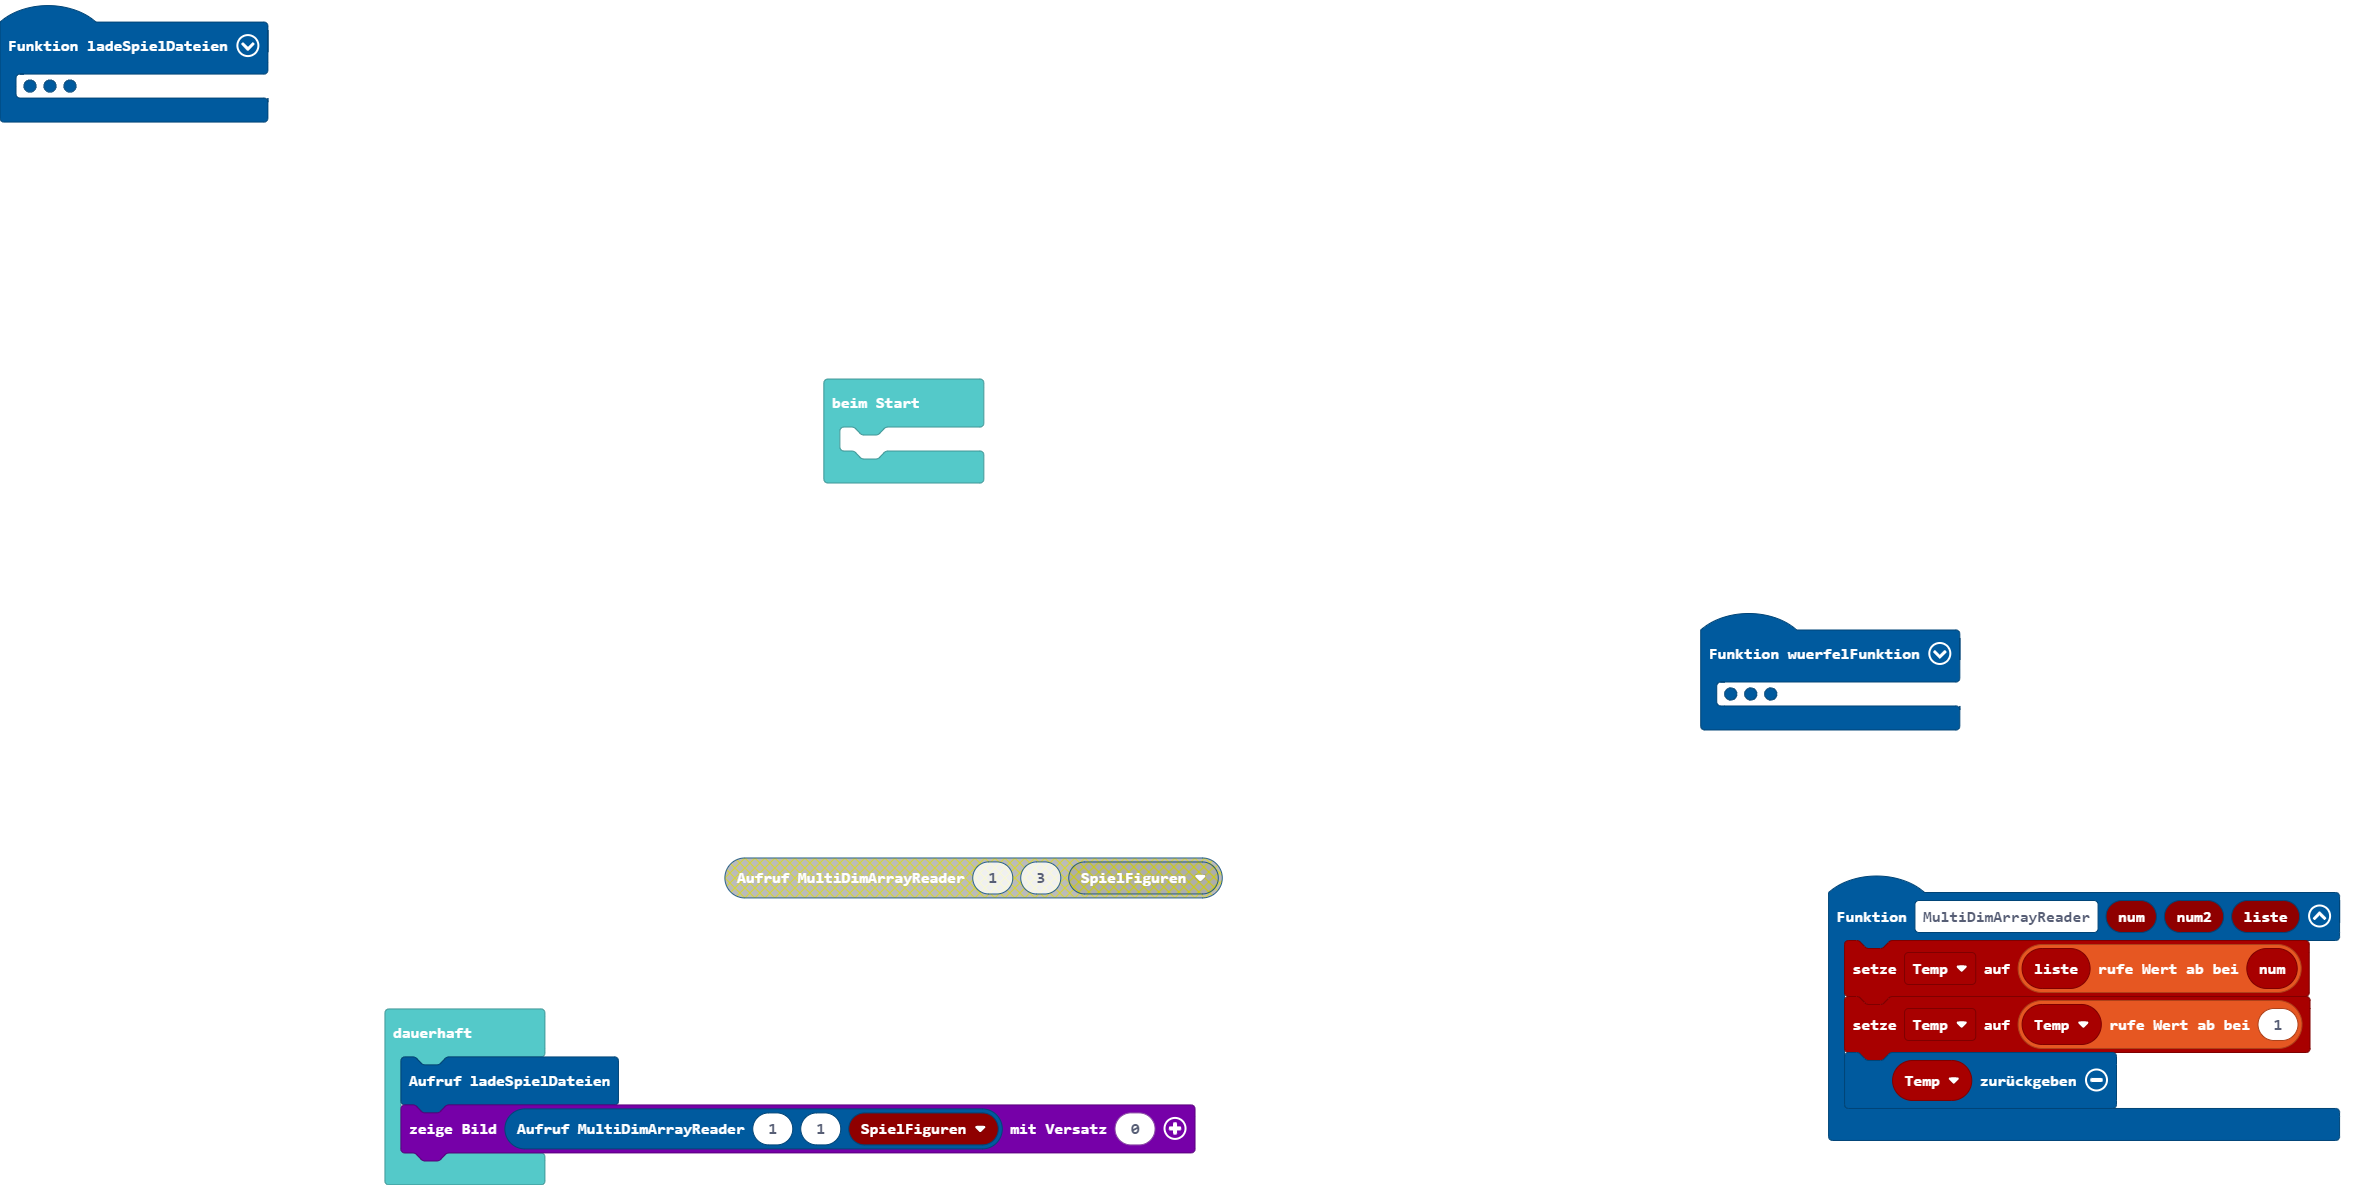 Funktion ladeSpielDateien
beim Start
Funktion wuerfelFunktion
Aufruf MultiDimArrayReader 1 3 SpielFiguren
Funktion MultiDimArrayReader num num2 liste
setze Temp auf liste rufe Wert ab bei num
setze Temp auf Temp rufe Wert ab bei 1
Temp zurückgeben
dauerhaft
Aufruf ladeSpielDateien
zeige Bild Aufruf MultiDimArrayReader 1 1 SpielFiguren mit Versatz 0